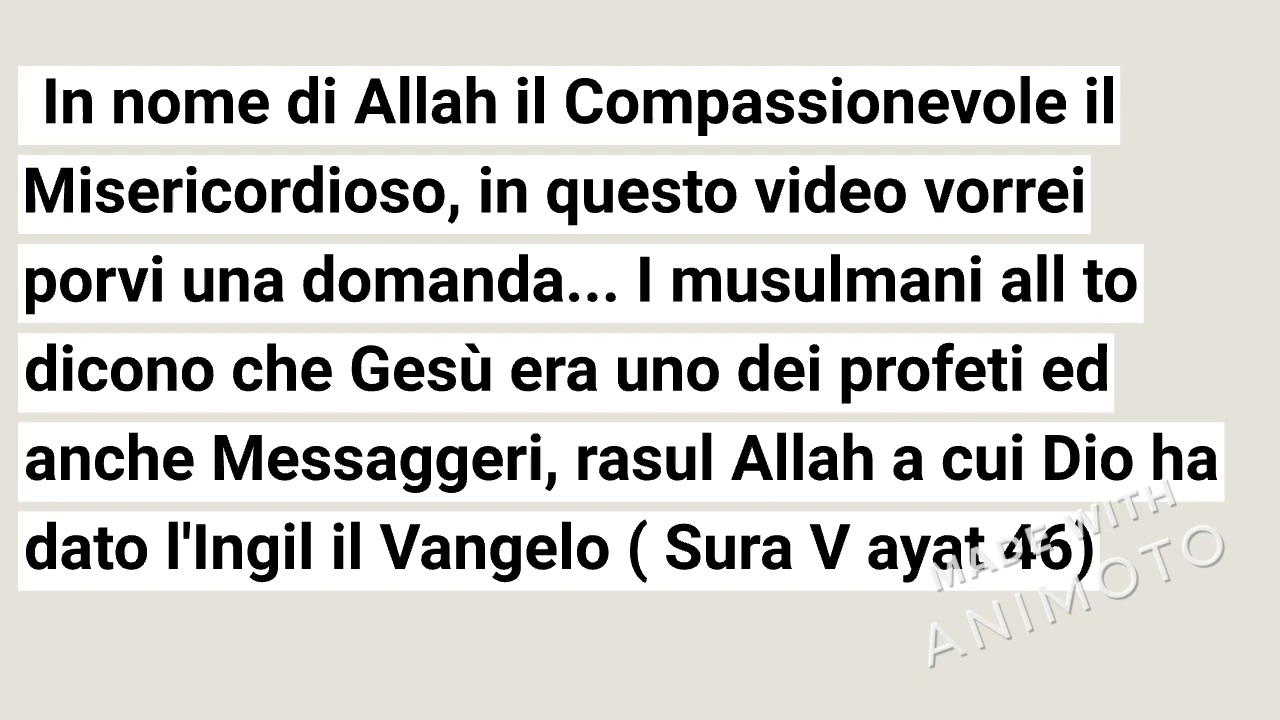 In nome di Allah il Compassionevole il
Misericordioso, in questo video vorrei
porvi una domanda... I musulmani all to
dicono che Gesù era uno dei profeti ed
anche Messaggeri, rasul Allah a cui Dio ha
dato l'Ingil il Vangelo ( Sura V ayat 46)
MADE WITH
ANIMOTO